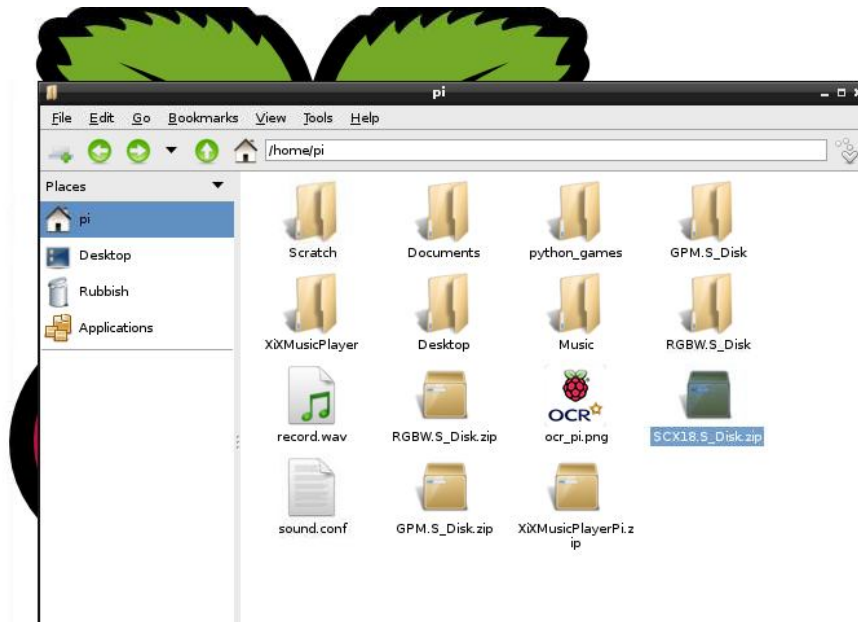 pi
File Edit Go Bookmarks View Tools Help
/home/pi
Places
pi
Desktop
Rubbish
Applications
Scratch Documents python_games GPM.S_Disk
XiXMusicPlayer Desktop Music RGBW.S_Disk
OCR
record.wav RGBW.S_Disk.zip ocr_pi.png SCX18.S_Disk.zip
sound.conf GPM.S_Disk.zip XiXMusicPlayerPi.z
ip